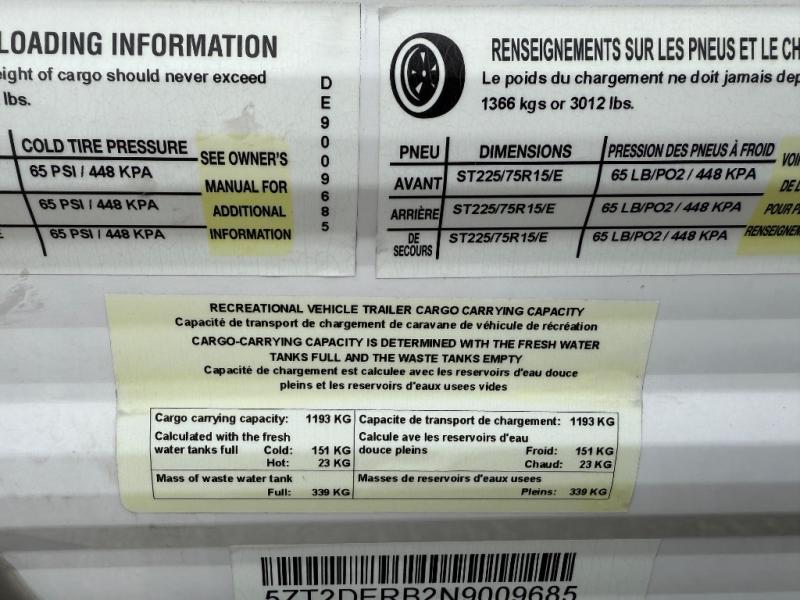 LOADING INFORMATION
eight of cargo should never exceed
lbs.
COLD TIRE PRESSURE
65 PSI / 448 KPA
65 PSI / 448 KPA
65 PSI / 448 KPA
SEE OWNER'S
MANUAL FOR
ADDITIONAL
INFORMATION
DE9009685
RENSEIGNEMENTS SUR LES PNEUS ET LE CH
Le poids du chargement ne doit jamais dep
1366 kgs or 3012 lbs.
PNEU DIMENSIONS PRESSION DES PNEUS À FROID
AVANT ST225/75R15/E 65 LB/PO2 / 448 KPA
ARRIÈRE ST225/75R15/E 65 LB/PO2 / 448 KPA
DE SECOURS ST225/75R15/E 65 LB/PO2 / 448 KPA
VOI
DE L
POUR P
RENSEIGNEM
RECREATIONAL VEHICLE TRAILER CARGO CARRYING CAPACITY
Capacité de transport de chargement de caravane de véhicule de récréation
CARGO-CARRYING CAPACITY IS DETERMINED WITH THE FRESH WATER
TANKS FULL AND THE WASTE TANKS EMPTY
Capacité de chargement est calculee avec les reservoirs d'eau douce
pleins et les reservoirs d'eaux usees vides
Cargo carrying capacity: 1193 KG
Calculated with the fresh
water tanks full Cold: 151 KG
Hot: 23 KG
Mass of waste water tank
Full: 339 KG
Capacite de transport de chargement: 1193 KG
Calcule ave les reservoirs d'eau
douce pleins Froid: 151 KG
Chaud: 23 KG
Masses de reservoirs d'eaux usees
Pleins: 339 KG
5ZT2DERB2N9009685